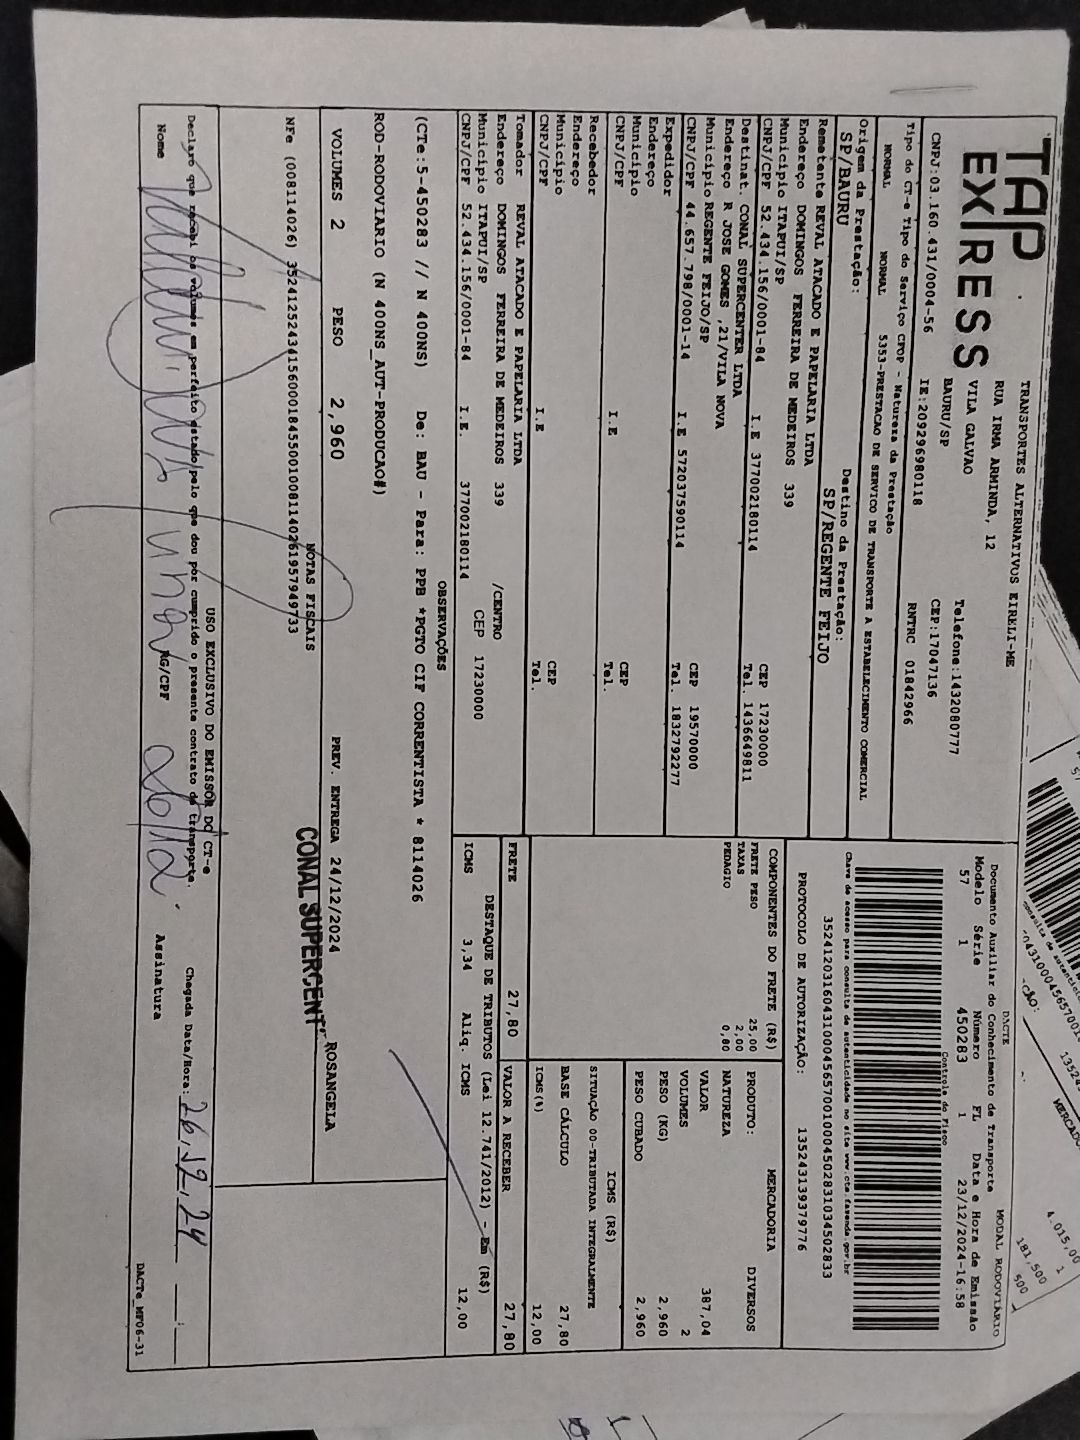 TAP EXPRESS
TRANSPORTES ALTERNATIVOS EIRELI-ME
RUA IRMA ARMINDA, 12
VILA GALVAO
BAURU/SP
Telefone:1432080777
CEP:17047136
CNPJ:03.160.431/0004-56 IE:209296980118 RNTRC 01842966
Tipo do CT-e Tipo do Serviço CFOP - Natureza da Prestação
NORMAL NORMAL 5353-PRESTACAO DE SERVICO DE TRANSPORTE A ESTABELECIMENTO COMERCIAL
Origem da Prestação: Destino da Prestação:
SP/BAURU SP/REGENTE FEIJO
Remetente REVAL ATACADO E PAPELARIA LTDA
Endereço DOMINGOS FERREIRA DE MEDEIROS 339
Município ITAPUI/SP CEP 17230000
CNPJ/CPF 52.434.156/0001-84 I.E 377002180114 Tel. 1436649811
Destinat. CONAL SUPERCENTER LTDA
Endereço R JOSE GOMES ,21/VILA NOVA
Município REGENTE FEIJO/SP CEP 19570000
CNPJ/CPF 44.657.798/0001-14 I.E 572037590114 Tel. 1832792277
Expedidor
Endereço
Município CEP
CNPJ/CPF I.E Tel.
Recebedor
Endereço
Município CEP
CNPJ/CPF I.E Tel.
Tomador REVAL ATACADO E PAPELARIA LTDA
Endereço DOMINGOS FERREIRA DE MEDEIROS 339 /CENTRO
Município ITAPUI/SP CEP 17230000
CNPJ/CPF 52.434.156/0001-84 I.E. 377002180114
DACTE MODAL RODOVIÁRIO
Documento Auxiliar do Conhecimento de Transporte
Modelo Série Número FL Data e Hora de Emissão
57 1 450283 1 23/12/2024-16:58
Controle do Fisco
Chave de acesso para consulta de autenticidade no site www.cte.fazenda.gov.br
35241203160431000456570010004502831034502833
PROTOCOLO DE AUTORIZAÇÃO: 135243139379776
COMPONENTES DO FRETE (R$)
FRETE PESO 25,00
TAXAS 2,00
PEDAGIO 0,80
MERCADORIA
PRODUTO: DIVERSOS
NATUREZA
VALOR 387,04
VOLUMES 2
PESO (KG) 2,960
PESO CUBADO 2,960
ICMS (R$)
SITUAÇÃO 00-TRIBUTADA INTEGRALMENTE
BASE CÁLCULO 27,80
ICMS(%) 12,00
FRETE 27,80 VALOR A RECEBER 27,80
DESTAQUE DE TRIBUTOS (Lei 12.741/2012) - Em (R$)
ICMS 3,34 Aliq. ICMS 12,00
OBSERVAÇÕES
(CTe:5-450283 // N 400NS) De: BAU - Para: PPB *PGTO CIF CORRENTISTA * 8114026
ROD-RODOVIARIO (N 400NS_AUT-PRODUCAO#)
VOLUMES 2 PESO 2,960 PREV. ENTREGA 24/12/2024 ROSANGELA
CONAL SUPERCENT
NOTAS FISCAIS
NFe (008114026) 35241252434156000184550010081140261957949733
USO EXCLUSIVO DO EMISSOR DO CT-e
Declaro que recebi os volumes em perfeito estado pelo que dou por cumprido o presente contrato de transporte.
Chegada Data/Hora: 26.12.24 __:__
Nome RG/CPF Assinatura
DACTe_MF06-31
MERCADO
4.015,00
1
181,500
500